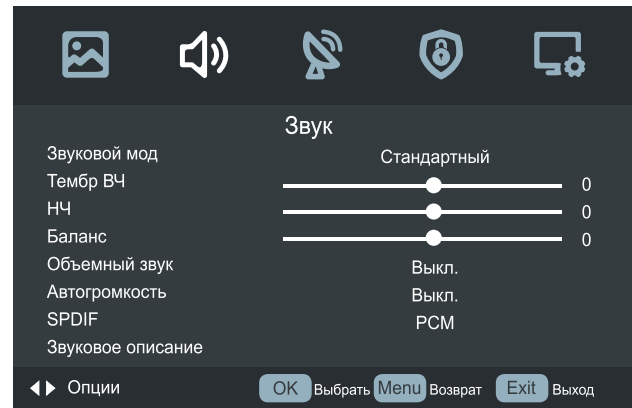 Звук
Звуковой мод Стандартный
Тембр ВЧ 0
НЧ 0
Баланс 0
Объемный звук Выкл.
Автогромкость Выкл.
SPDIF PCM
Звуковое описание
Опции OK Выбрать Menu Возврат Exit Выход